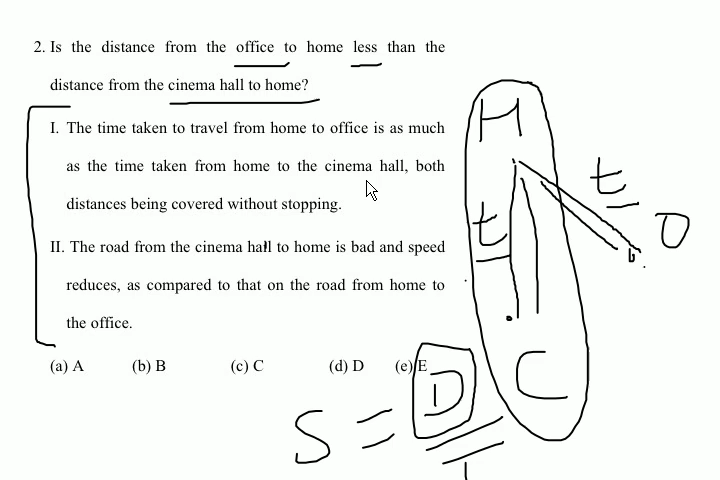 2. Is the distance from the office to home less than the
distance from the cinema hall to home?
I. The time taken to travel from home to office is as much
as the time taken from home to the cinema hall, both
distances being covered without stopping.
II. The road from the cinema hall to home is bad and speed
reduces, as compared to that on the road from home to
the office.
(a) A (b) B (c) C (d) D (e) E
H
t
t
O
C
S = D